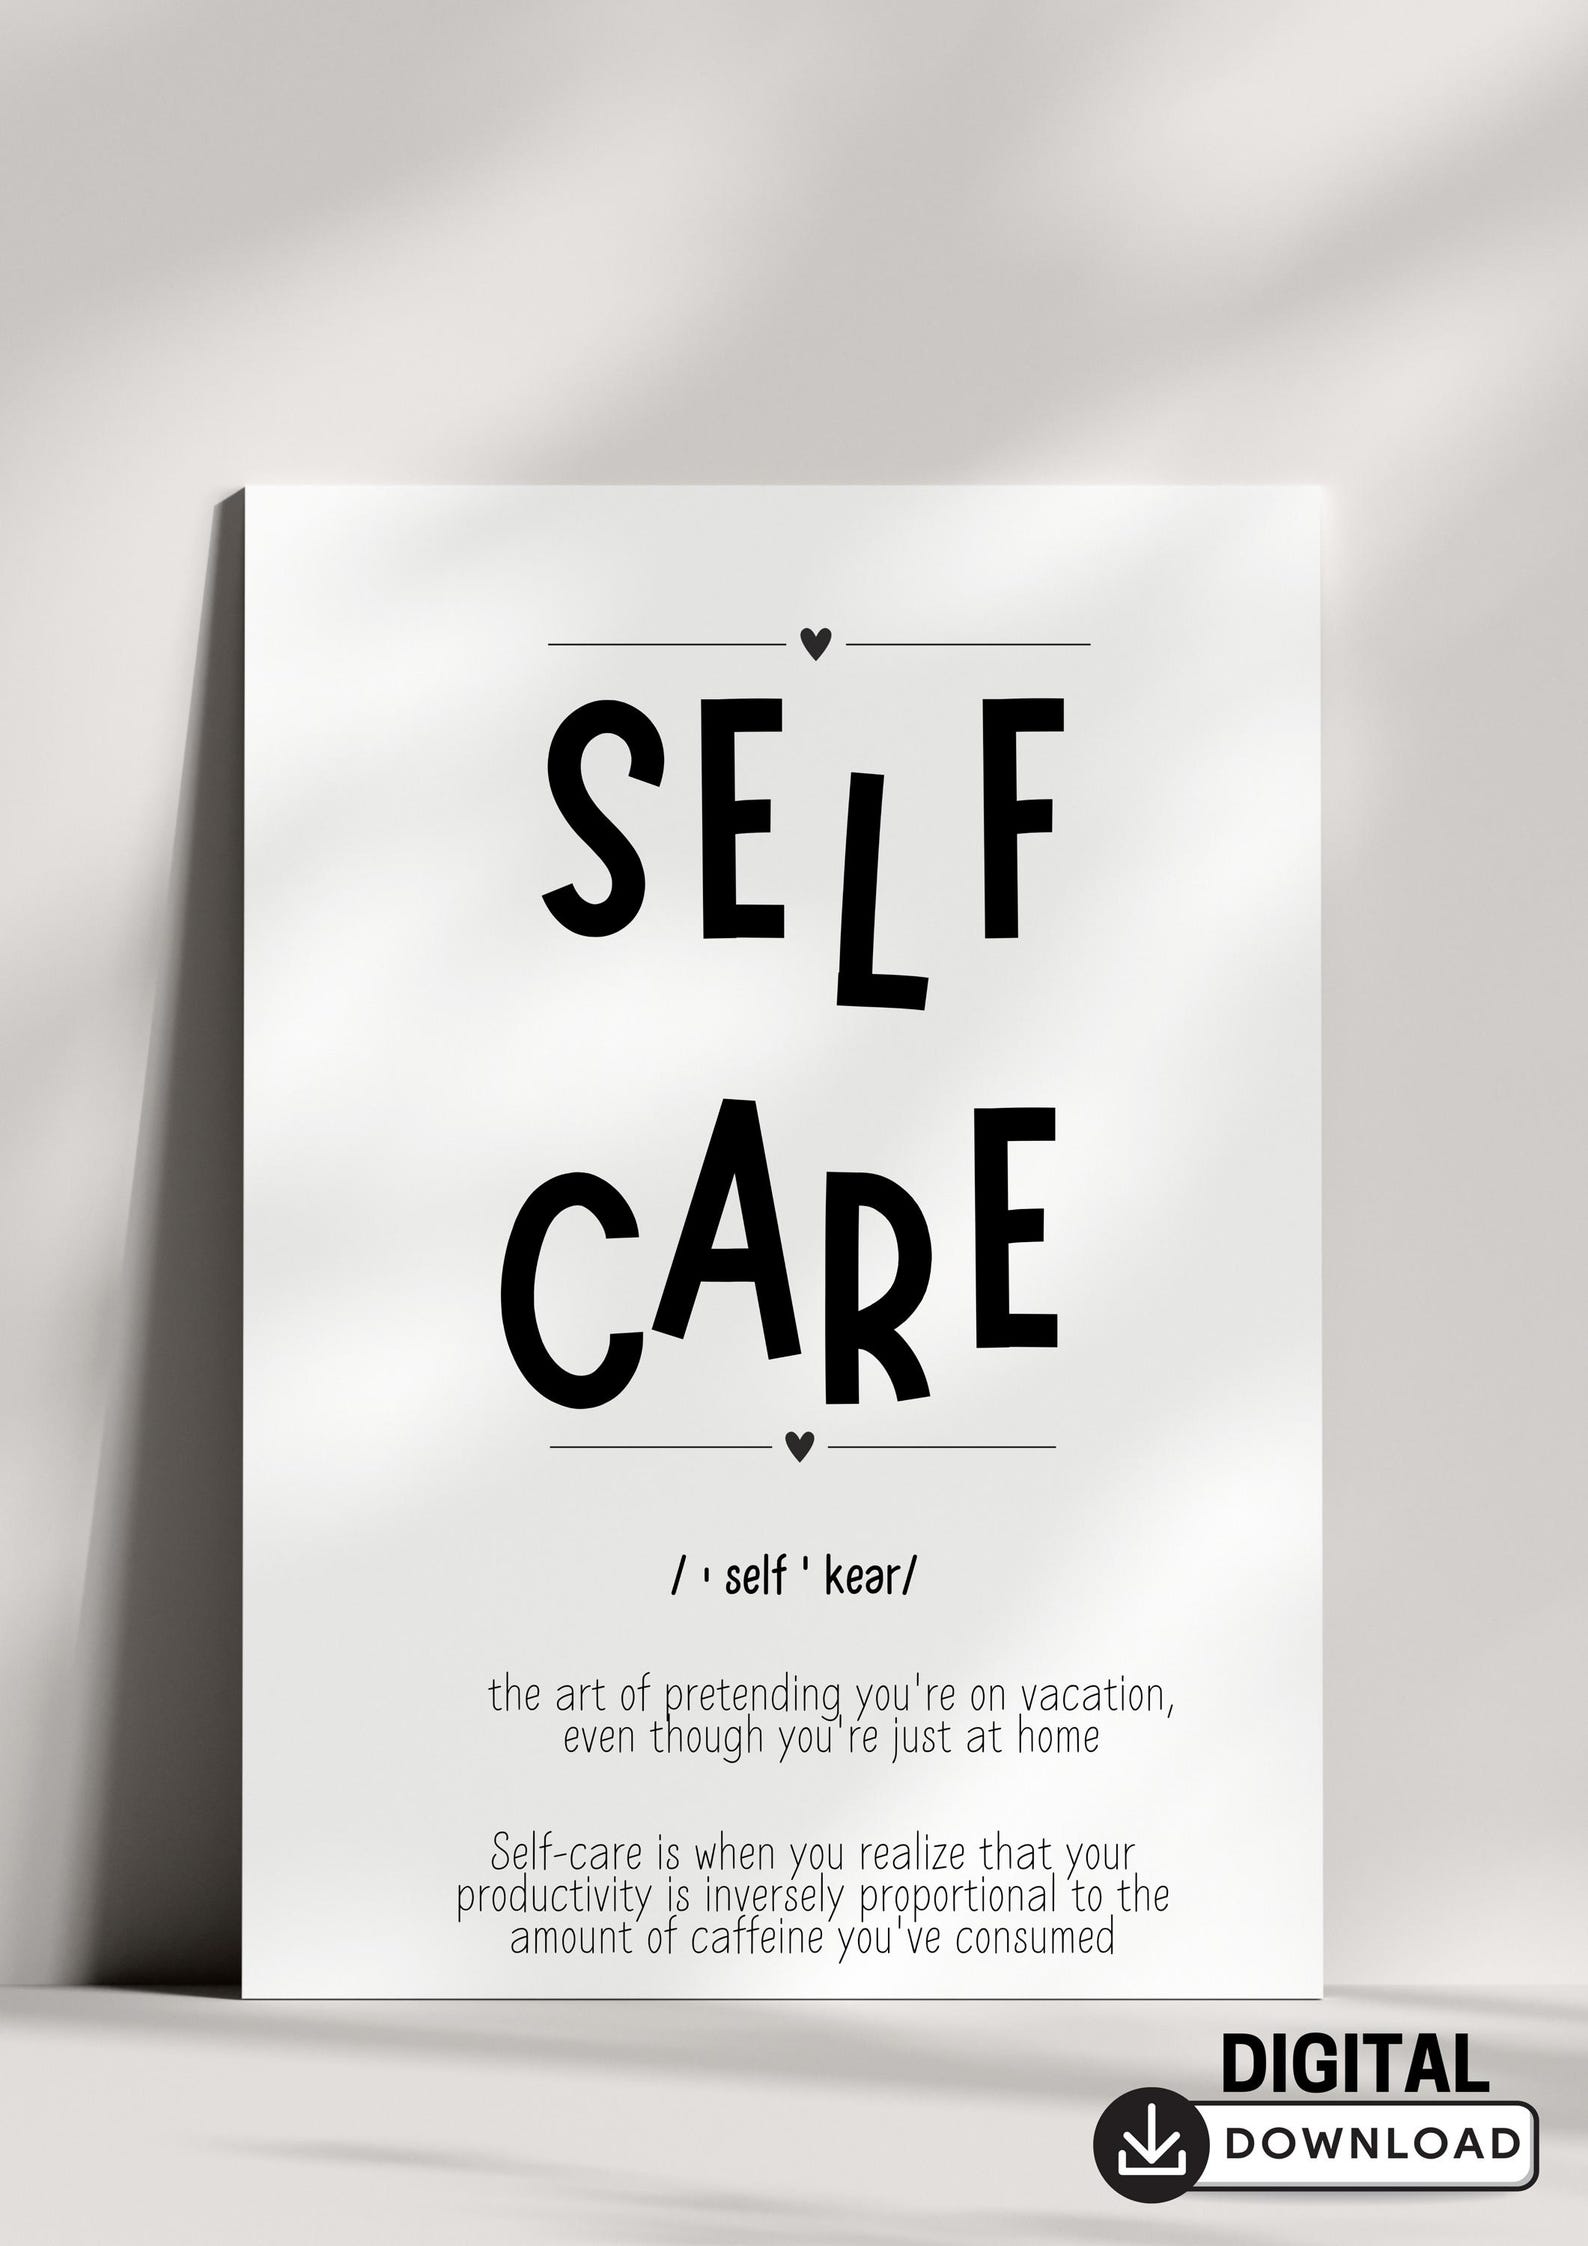 SELF
CARE
/ ' self ' kear/
the art of pretending you're on vacation,
even though you're just at home
Self-care is when you realize that your
productivity is inversely proportional to the
amount of caffeine you've consumed
DIGITAL
DOWNLOAD